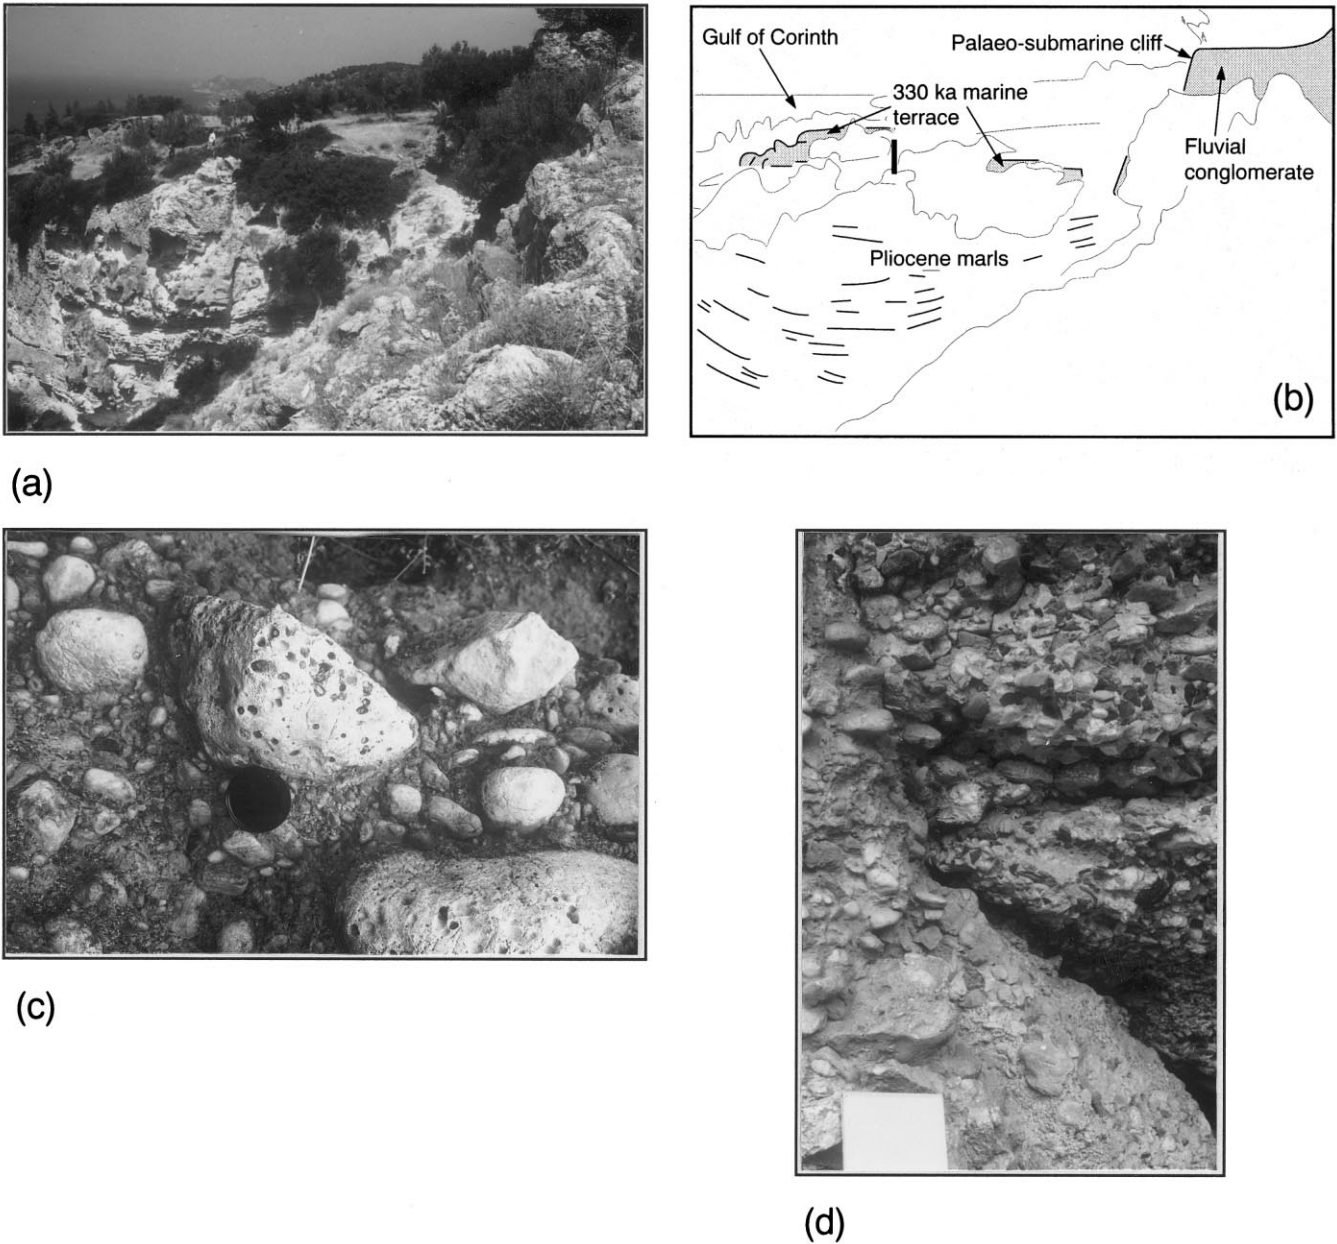 Gulf of Corinth
Palaeo-submarine cliff
330 ka marine
terrace
Fluvial
conglomerate
Pliocene marls
(b)
(a)
(c)
(d)